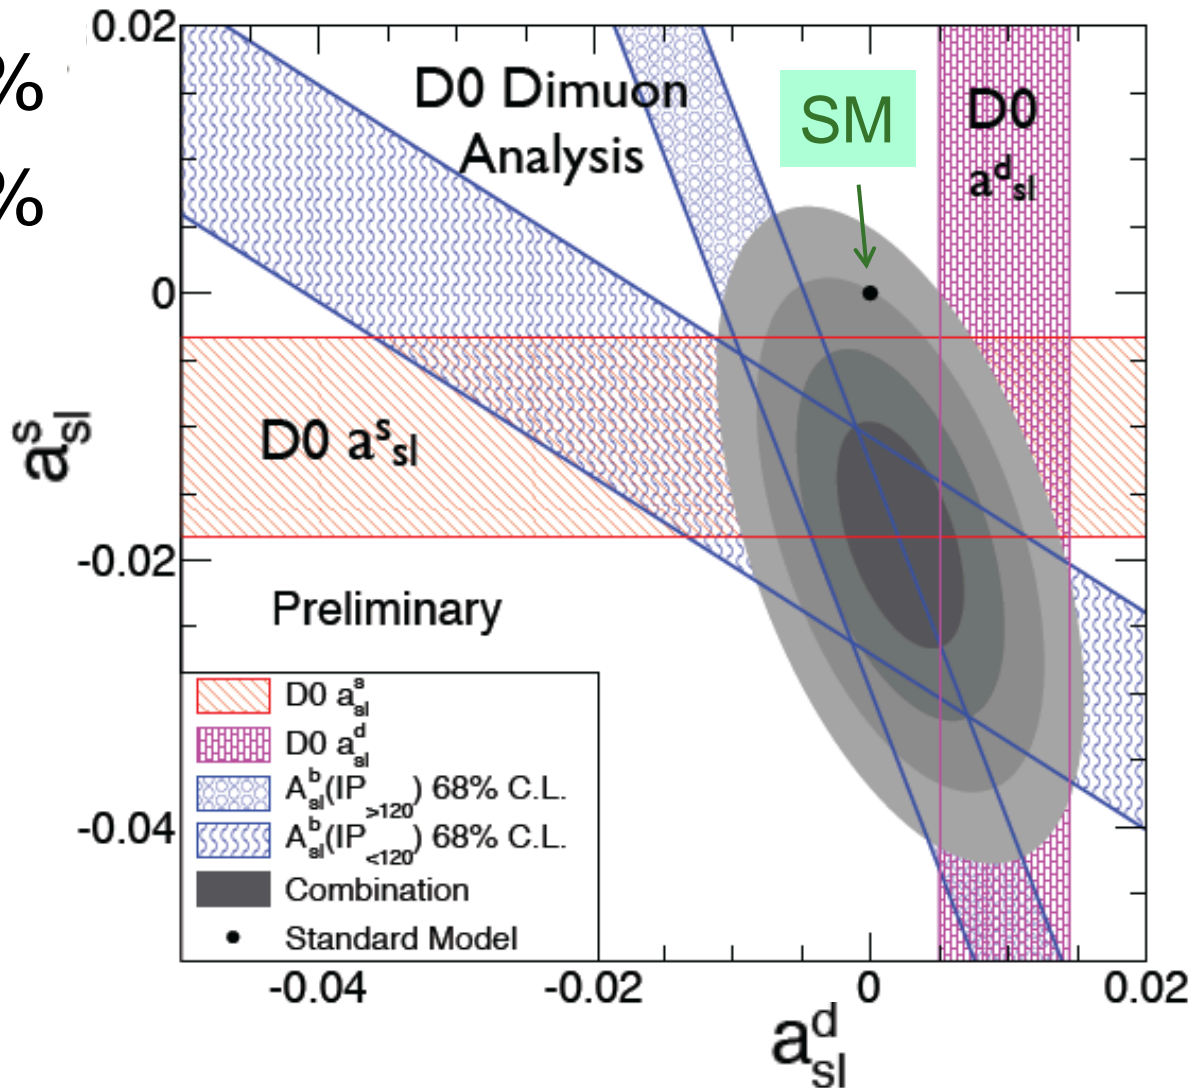 %
%
0.02
0
-0.02
-0.04
a^s_sl
D0 Dimuon
Analysis
SM
D0
a^d_sl
D0 a^s_sl
Preliminary
D0 a^s_sl
D0 a^d_sl
A^b_sl(IP_>120) 68% C.L.
A^b_sl(IP_<120) 68% C.L.
Combination
Standard Model
-0.04 -0.02 0 0.02
a^d_sl